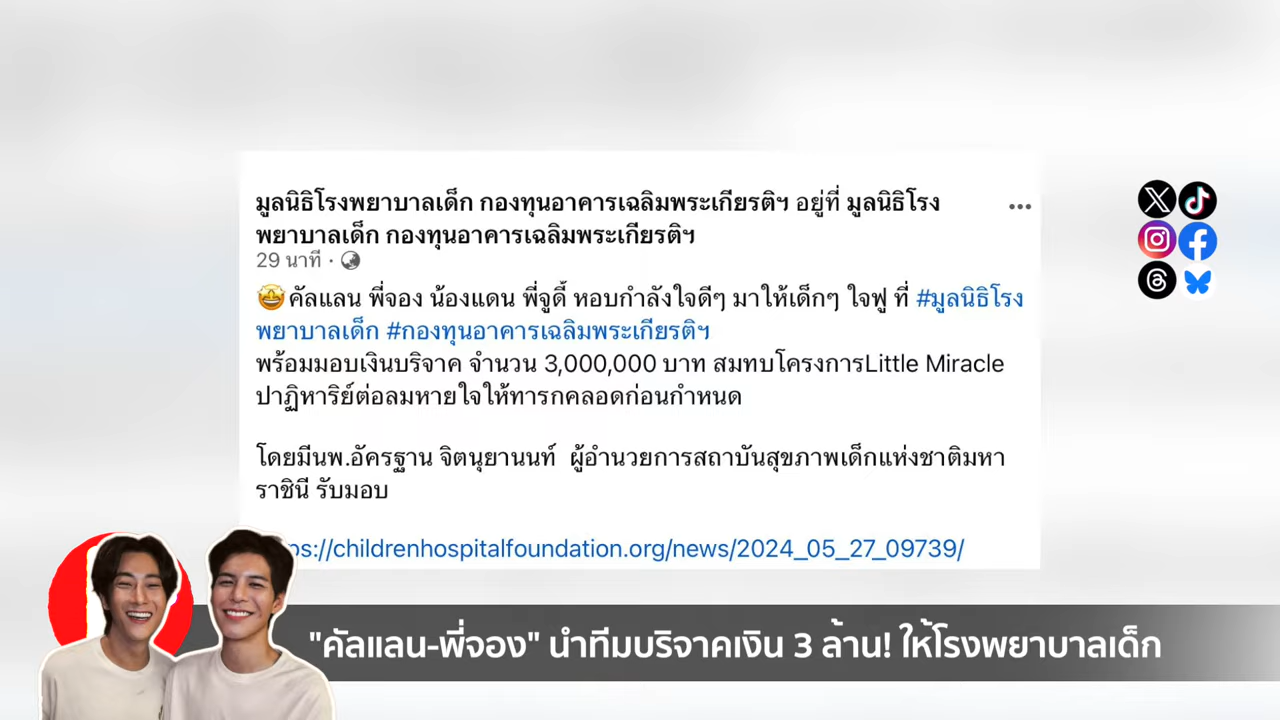 มูลนิธิโรงพยาบาลเด็ก กองทุนอาคารเฉลิมพระเกียรติฯ อยู่ที่ มูลนิธิโรง
พยาบาลเด็ก กองทุนอาคารเฉลิมพระเกียรติฯ
29 นาที ·
🤩คัลแลน พี่จอง น้องแดน พี่จูดี้ หอบกำลังใจดีๆ มาให้เด็กๆ ใจฟู ที่ #มูลนิธิโรง
พยาบาลเด็ก #กองทุนอาคารเฉลิมพระเกียรติฯ
พร้อมมอบเงินบริจาค จำนวน 3,000,000 บาท สมทบโครงการLittle Miracle
ปาฏิหาริย์ต่อลมหายใจให้ทารกคลอดก่อนกำหนด
โดยมีนพ.อัครฐาน จิตนุยานนท์ ผู้อำนวยการสถาบันสุขภาพเด็กแห่งชาติมหา
ราชินี รับมอบ
ps://childrenhospitalfoundation.org/news/2024_05_27_09739/
"คัลแลน-พี่จอง" นำทีมบริจาคเงิน 3 ล้าน! ให้โรงพยาบาลเด็ก